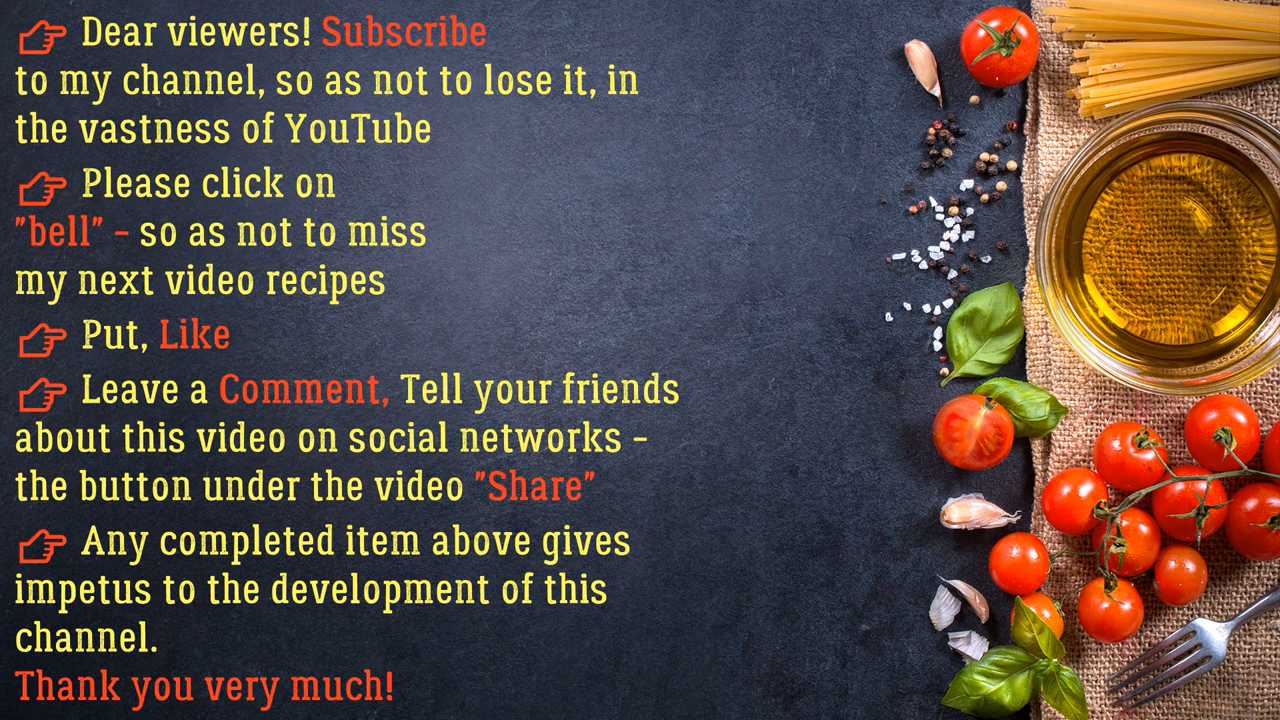 Dear viewers! Subscribe
to my channel, so as not to lose it, in
the vastness of YouTube
Please click on
"bell" - so as not to miss
my next video recipes
Put, Like
Leave a Comment, Tell your friends
about this video on social networks -
the button under the video "Share"
Any completed item above gives
impetus to the development of this
channel.
Thank you very much!